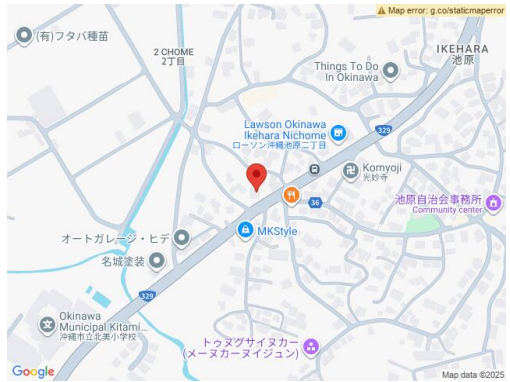 Map error: g.co/staticmaperror
(有)フタバ種苗
2 CHOME
2丁目
IKEHARA
池原
Things To Do
In Okinawa
Lawson Okinawa
Ikehara Nichome
ローソン沖縄池原二丁目
329
Komyoji
光妙寺
36
池原自治会事務所
Community center
MKStyle
オートガレージ・ヒデ
名城塗装
329
Okinawa
Municipal Kitami...
沖縄市立北美小学校
トゥヌグサイヌカー
(メーヌカーヌイジュン)
Google
Map data ©2025